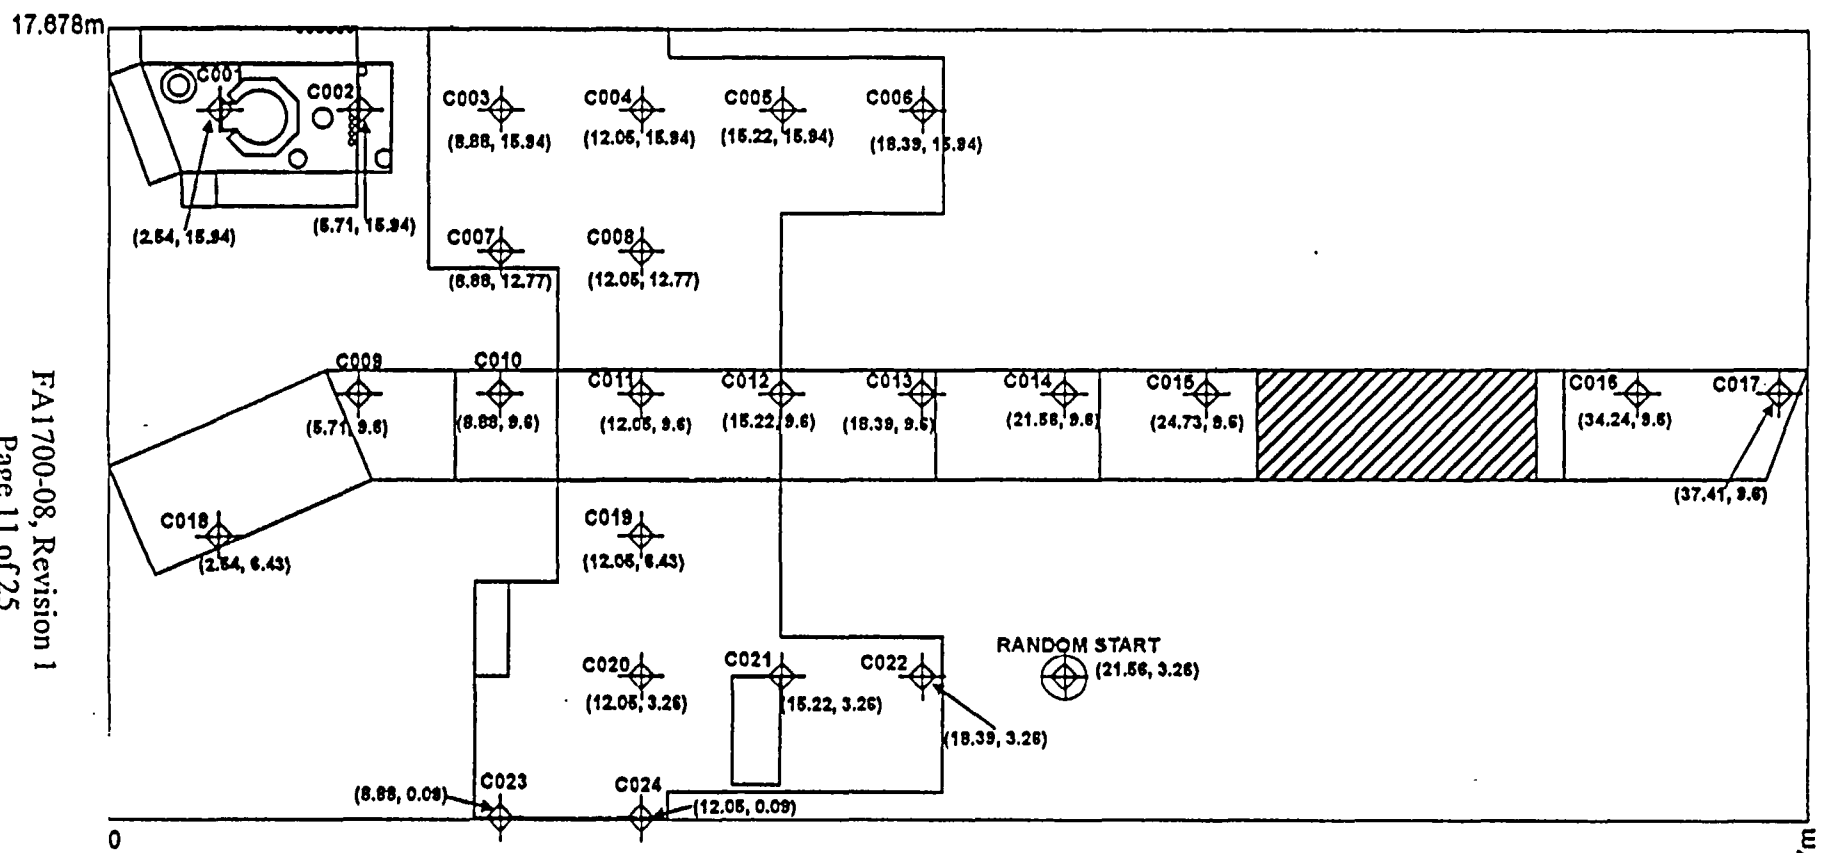 17.678m
C001
C002
C003
C004
C005
C006
(8.88, 15.94)
(12.05, 15.94)
(15.22, 15.94)
(18.39, 15.94)
(2.54, 15.94)
(5.71, 15.94)
C007
C008
(8.88, 12.77)
(12.05, 12.77)
C009
C010
C011
C012
C013
C014
C015
C016
C017
(5.71, 9.6)
(8.88, 9.6)
(12.05, 9.6)
(15.22, 9.6)
(18.39, 9.6)
(21.56, 9.6)
(24.73, 9.6)
(34.24, 9.6)
(37.41, 9.6)
C018
(2.54, 6.43)
C019
(12.05, 6.43)
RANDOM START
(21.56, 3.26)
C020
C021
C022
(12.05, 3.26)
(15.22, 3.26)
(18.39, 3.26)
C023
C024
(8.88, 0.09)
(12.05, 0.09)
0
FA1700-08, Revision 1
Page 11 of 25